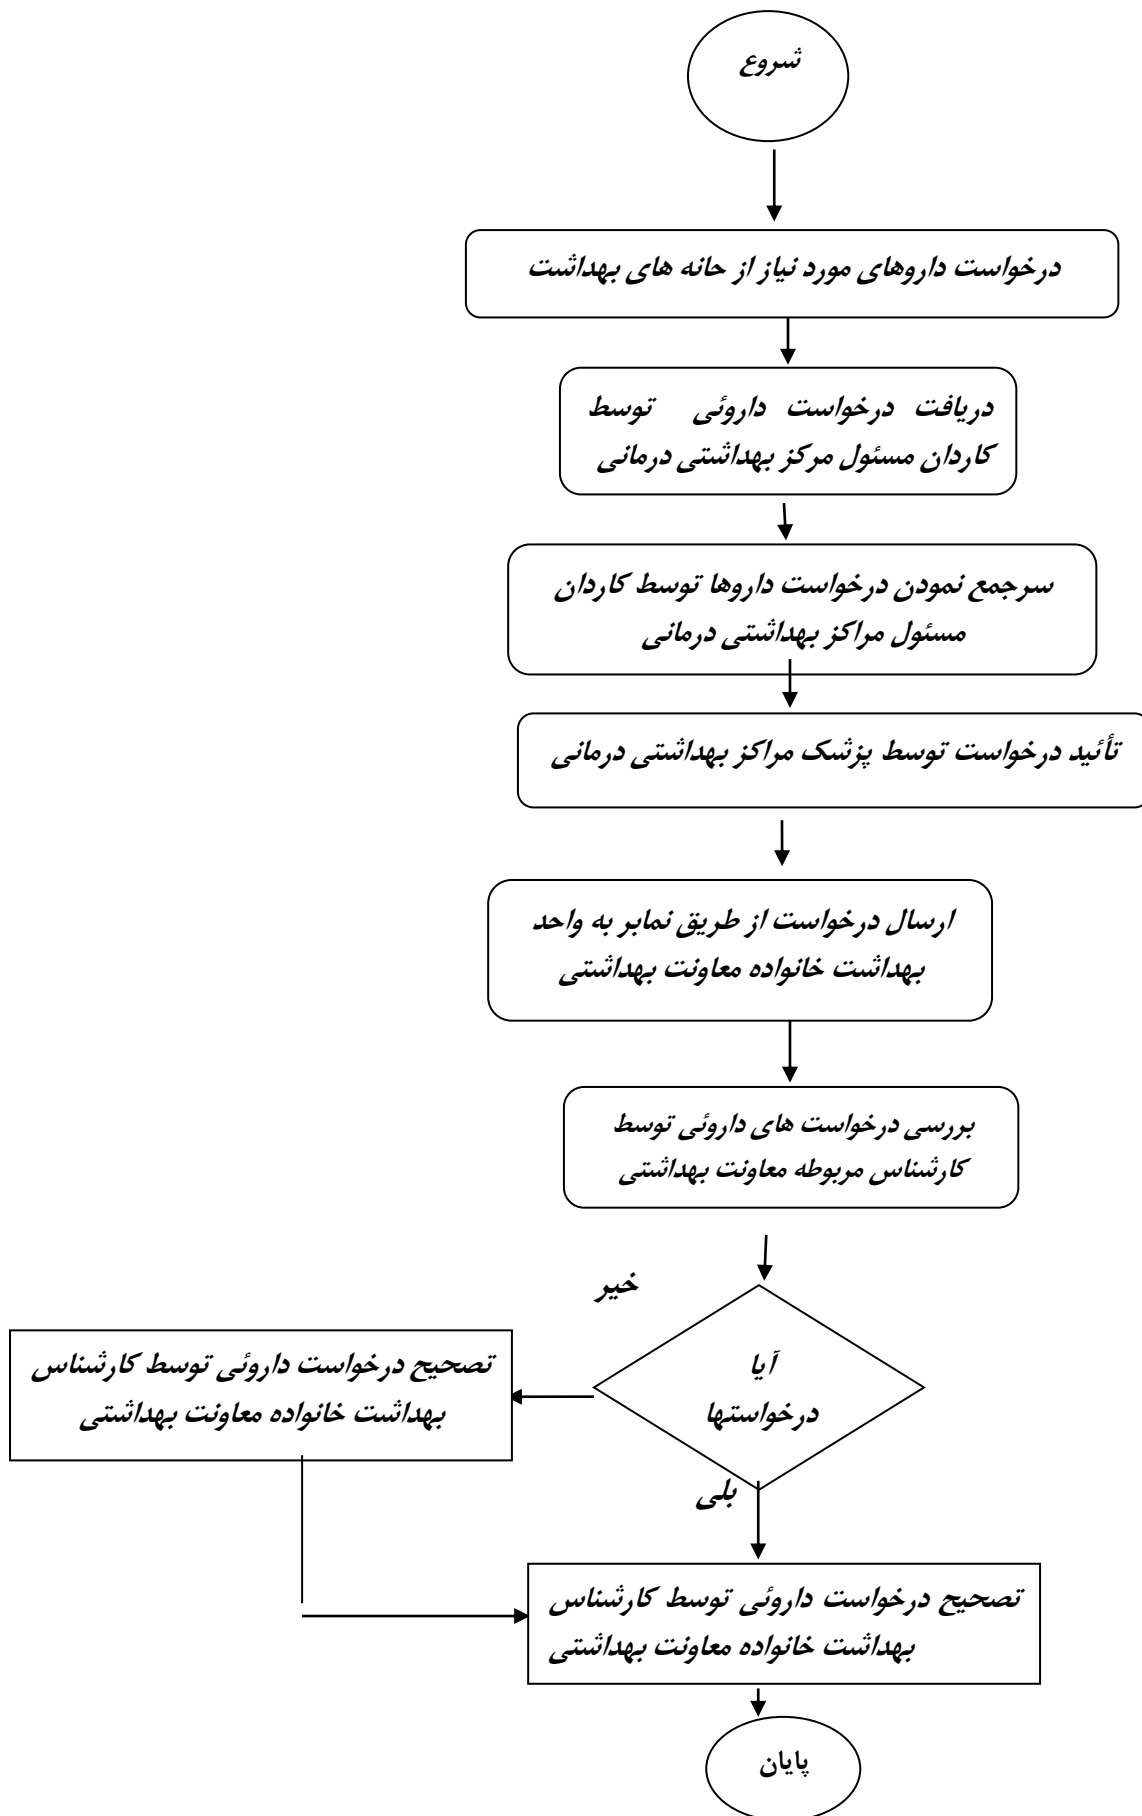 شروع
درخواست داروهای مورد نیاز از حانه های بهداشت
دریافت درخواست داروئی توسط
کاردان مسئول مرکز بهداشتی درمانی
سرجمع نمودن درخواست داروها توسط کاردان
مسئول مراکز بهداشتی درمانی
تأئید درخواست توسط پزشک مراکز بهداشتی درمانی
ارسال درخواست از طریق نمابر به واحد
بهداشت خانواده معاونت بهداشتی
بررسی درخواست های داروئی توسط
کارشناس مربوطه معاونت بهداشتی
خیر
آیا
درخواستها
تصحیح درخواست داروئی توسط کارشناس
بهداشت خانواده معاونت بهداشتی
بلی
تصحیح درخواست داروئی توسط کارشناس
بهداشت خانواده معاونت بهداشتی
پایان